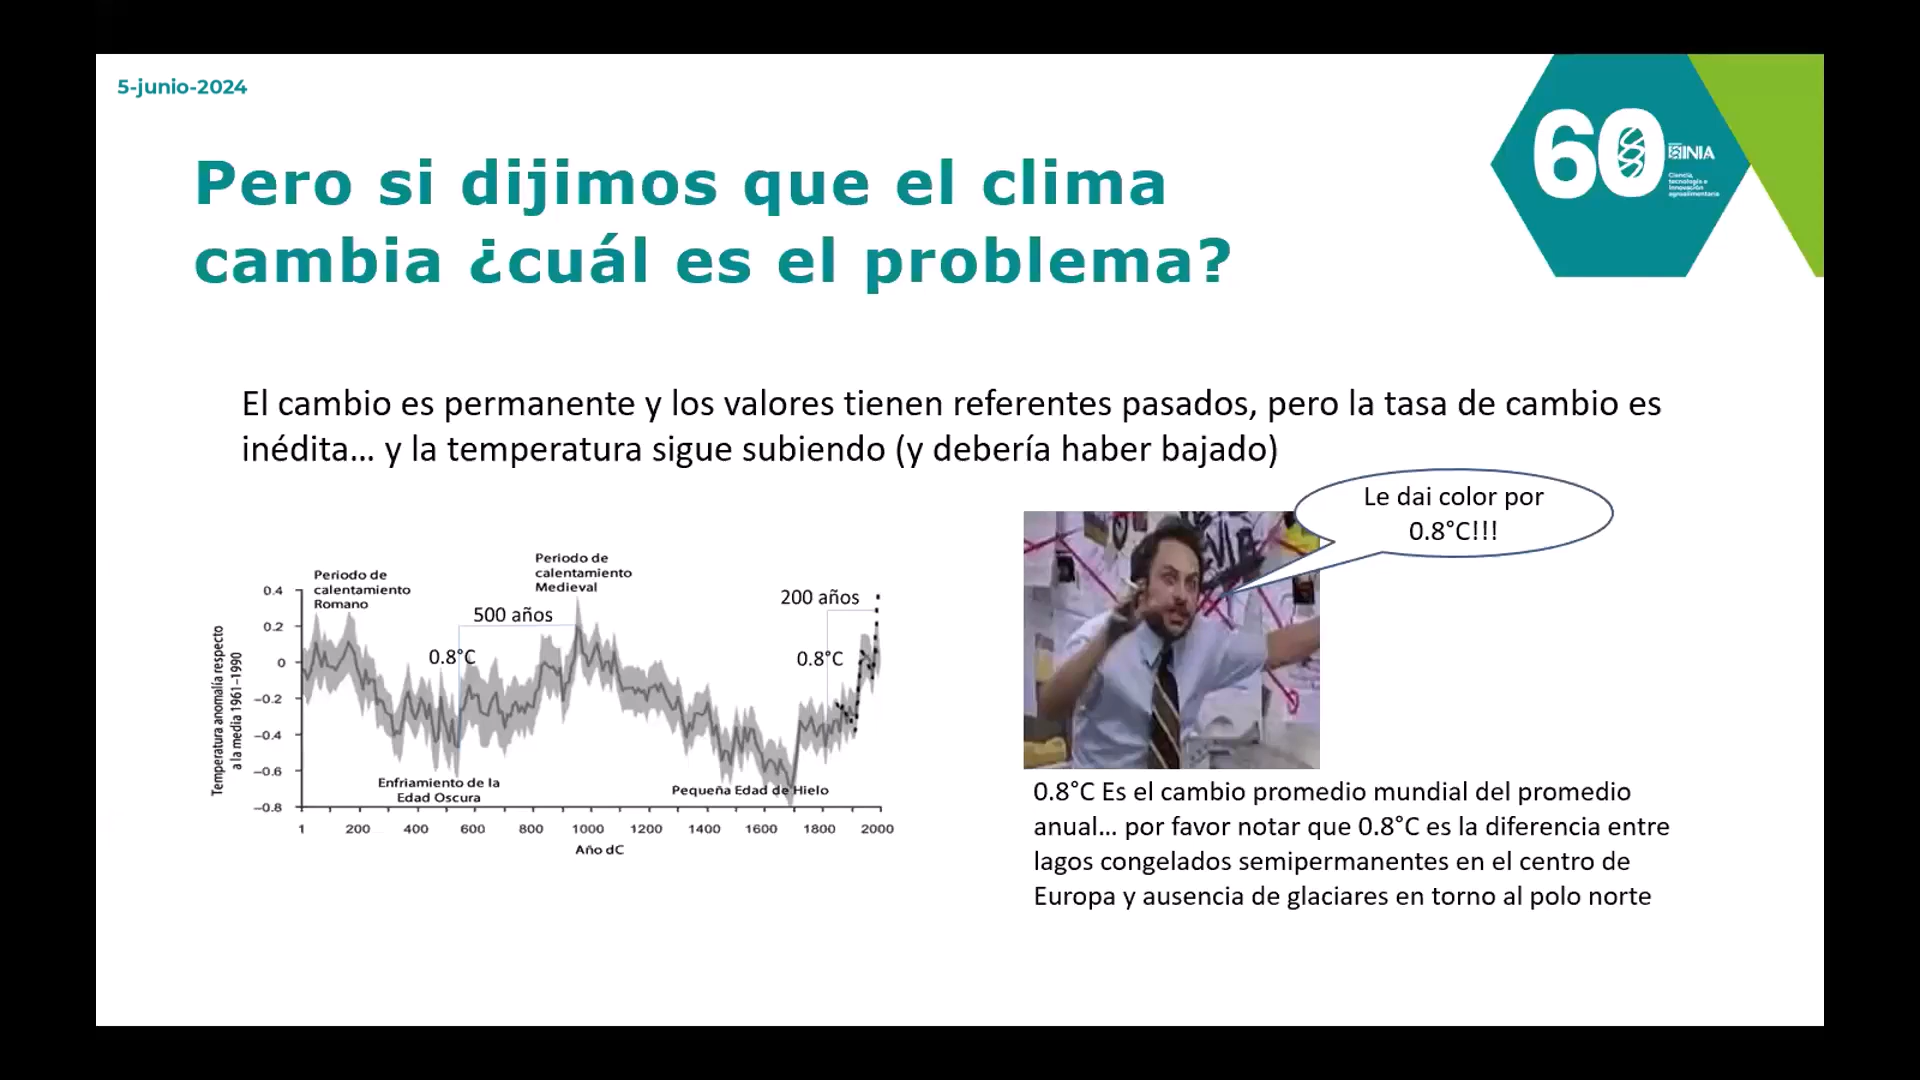 5-junio-2024
60
INIA
Ciencia,
tecnología e
innovación
agroalimentaria
Pero si dijimos que el clima
cambia ¿cuál es el problema?
El cambio es permanente y los valores tienen referentes pasados, pero la tasa de cambio es
inédita... y la temperatura sigue subiendo (y debería haber bajado)
Temperatura anomalía respecto
a la media 1961–1990
0.4
0.2
0
–0.2
–0.4
–0.6
–0.8
Periodo de
calentamiento
Romano
Periodo de
calentamiento
Medieval
500 años
0.8°C
200 años
0.8°C
Enfriamiento de la
Edad Oscura
Pequeña Edad de Hielo
1 200 400 600 800 1000 1200 1400 1600 1800 2000
Año dC
Le dai color por
0.8°C!!!
0.8°C Es el cambio promedio mundial del promedio
anual... por favor notar que 0.8°C es la diferencia entre
lagos congelados semipermanentes en el centro de
Europa y ausencia de glaciares en torno al polo norte